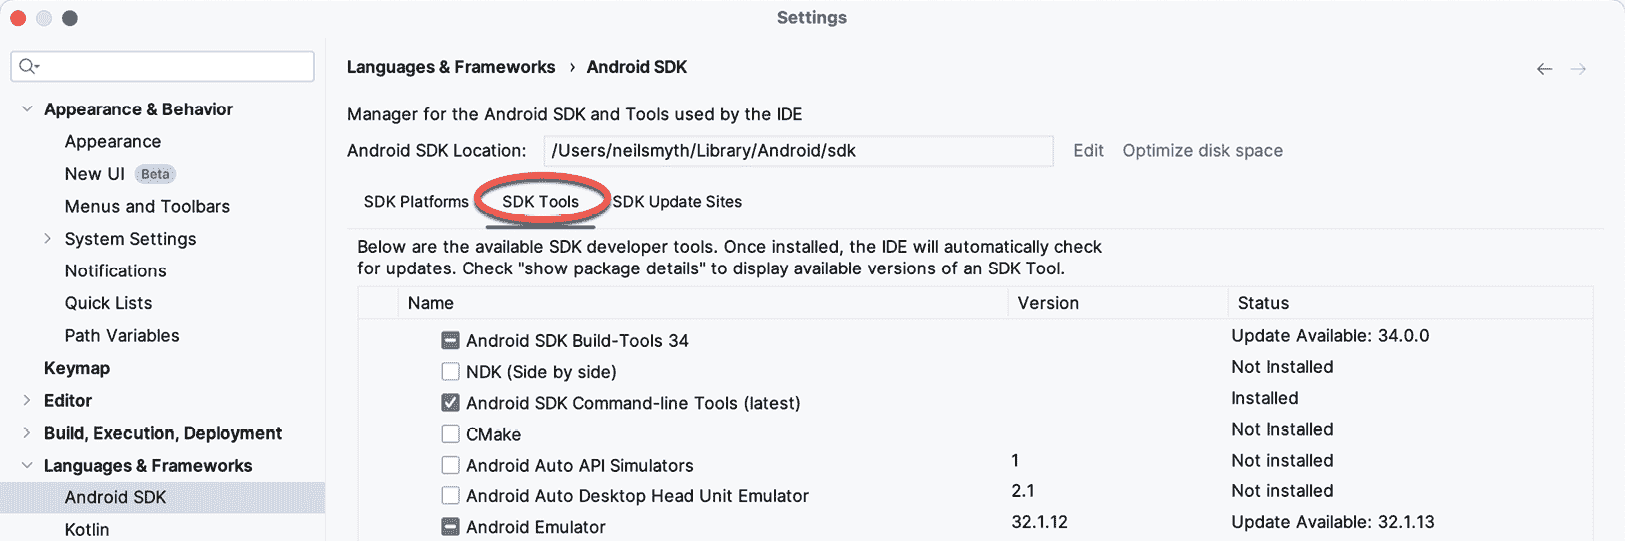 Settings
Appearance & Behavior
Appearance
New UI Beta
Menus and Toolbars
System Settings
Notifications
Quick Lists
Path Variables
Keymap
Editor
Build, Execution, Deployment
Languages & Frameworks
Android SDK
Kotlin
Languages & Frameworks › Android SDK
Manager for the Android SDK and Tools used by the IDE
Android SDK Location: /Users/neilsmyth/Library/Android/sdk Edit Optimize disk space
SDK Platforms SDK Tools SDK Update Sites
Below are the available SDK developer tools. Once installed, the IDE will automatically check
for updates. Check "show package details" to display available versions of an SDK Tool.
Name Version Status
Android SDK Build-Tools 34 Update Available: 34.0.0
NDK (Side by side) Not Installed
Android SDK Command-line Tools (latest) Installed
CMake Not Installed
Android Auto API Simulators 1 Not installed
Android Auto Desktop Head Unit Emulator 2.1 Not installed
Android Emulator 32.1.12 Update Available: 32.1.13